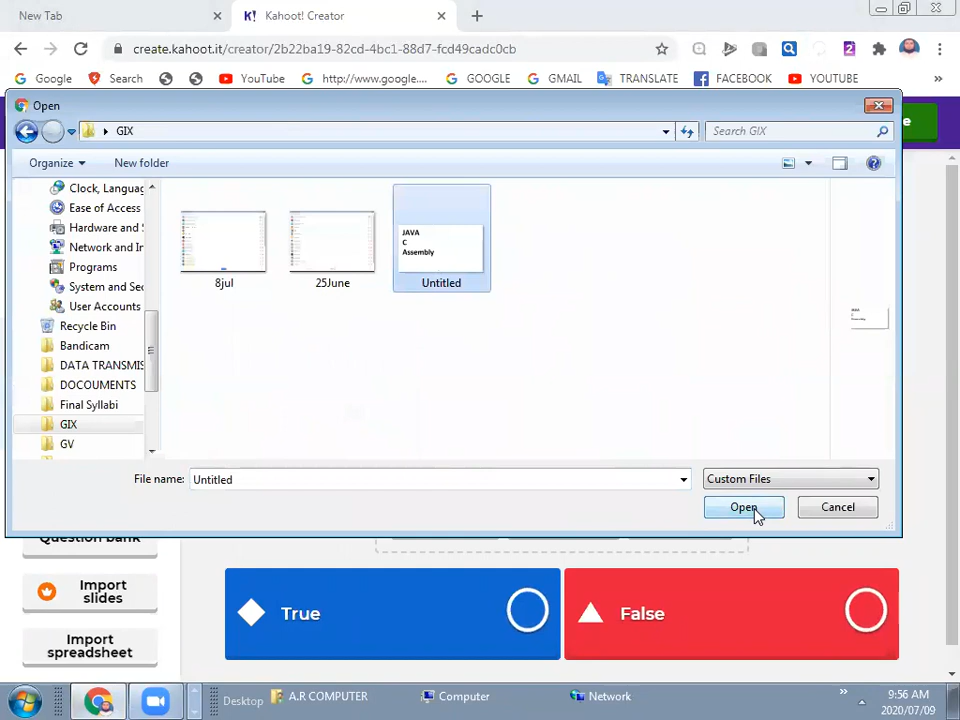 New Tab
K! Kahoot! Creator
create.kahoot.it/creator/2b22ba19-82cd-4bc1-88d7-fcd49cadc0cb
Google
Search
YouTube
http://www.google....
GOOGLE
GMAIL
TRANSLATE
FACEBOOK
YOUTUBE
»
Open
GIX
Search GIX
Organize
New folder
Clock, Languag
Ease of Access
Hardware and S
Network and In
Programs
System and Sec
User Accounts
Recycle Bin
Bandicam
DATA TRANSMIS
DOCOUMENTS
Final Syllabi
GIX
GV
8jul
25June
JAVA
C
Assembly
Untitled
File name:
Untitled
Custom Files
Open
Cancel
Question bank
Import
slides
Import
spreadsheet
True
False
Desktop
A.R COMPUTER
Computer
Network
»
9:56 AM
2020/07/09